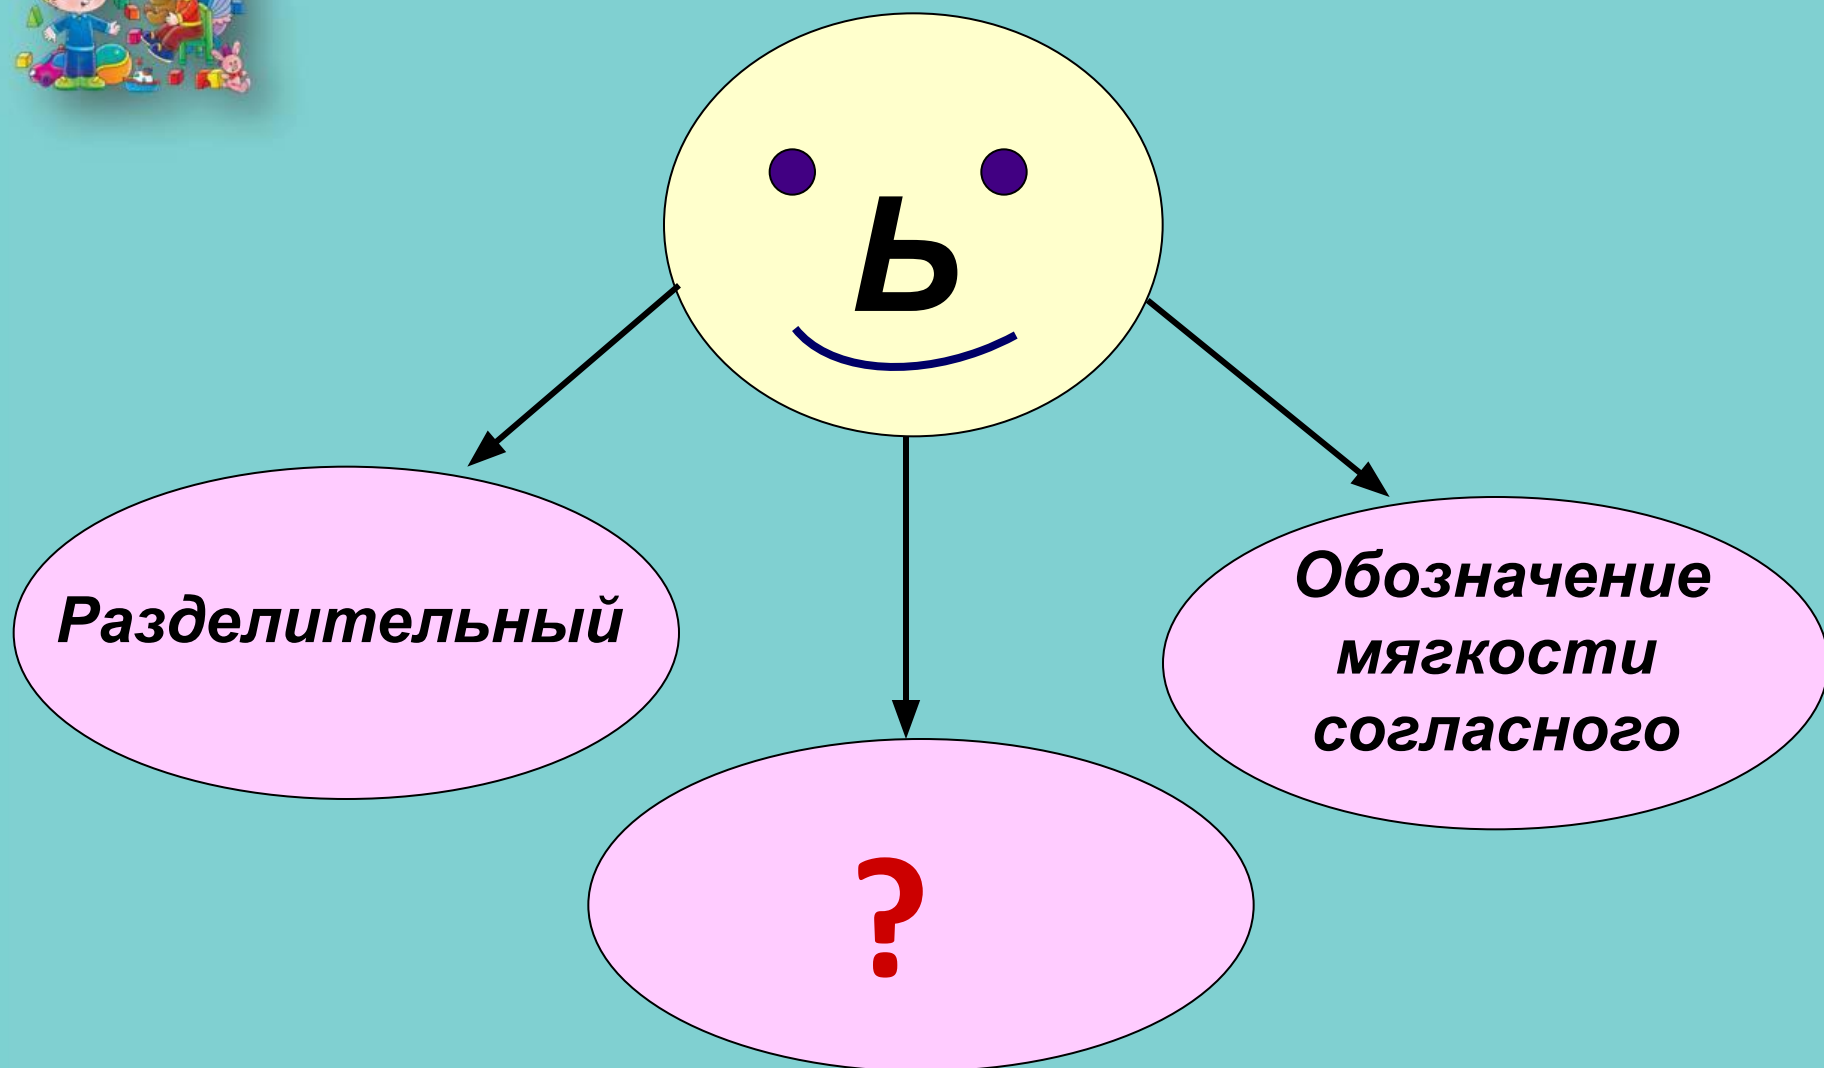 Ь
Разделительный
Обозначение
мягкости
согласного
?